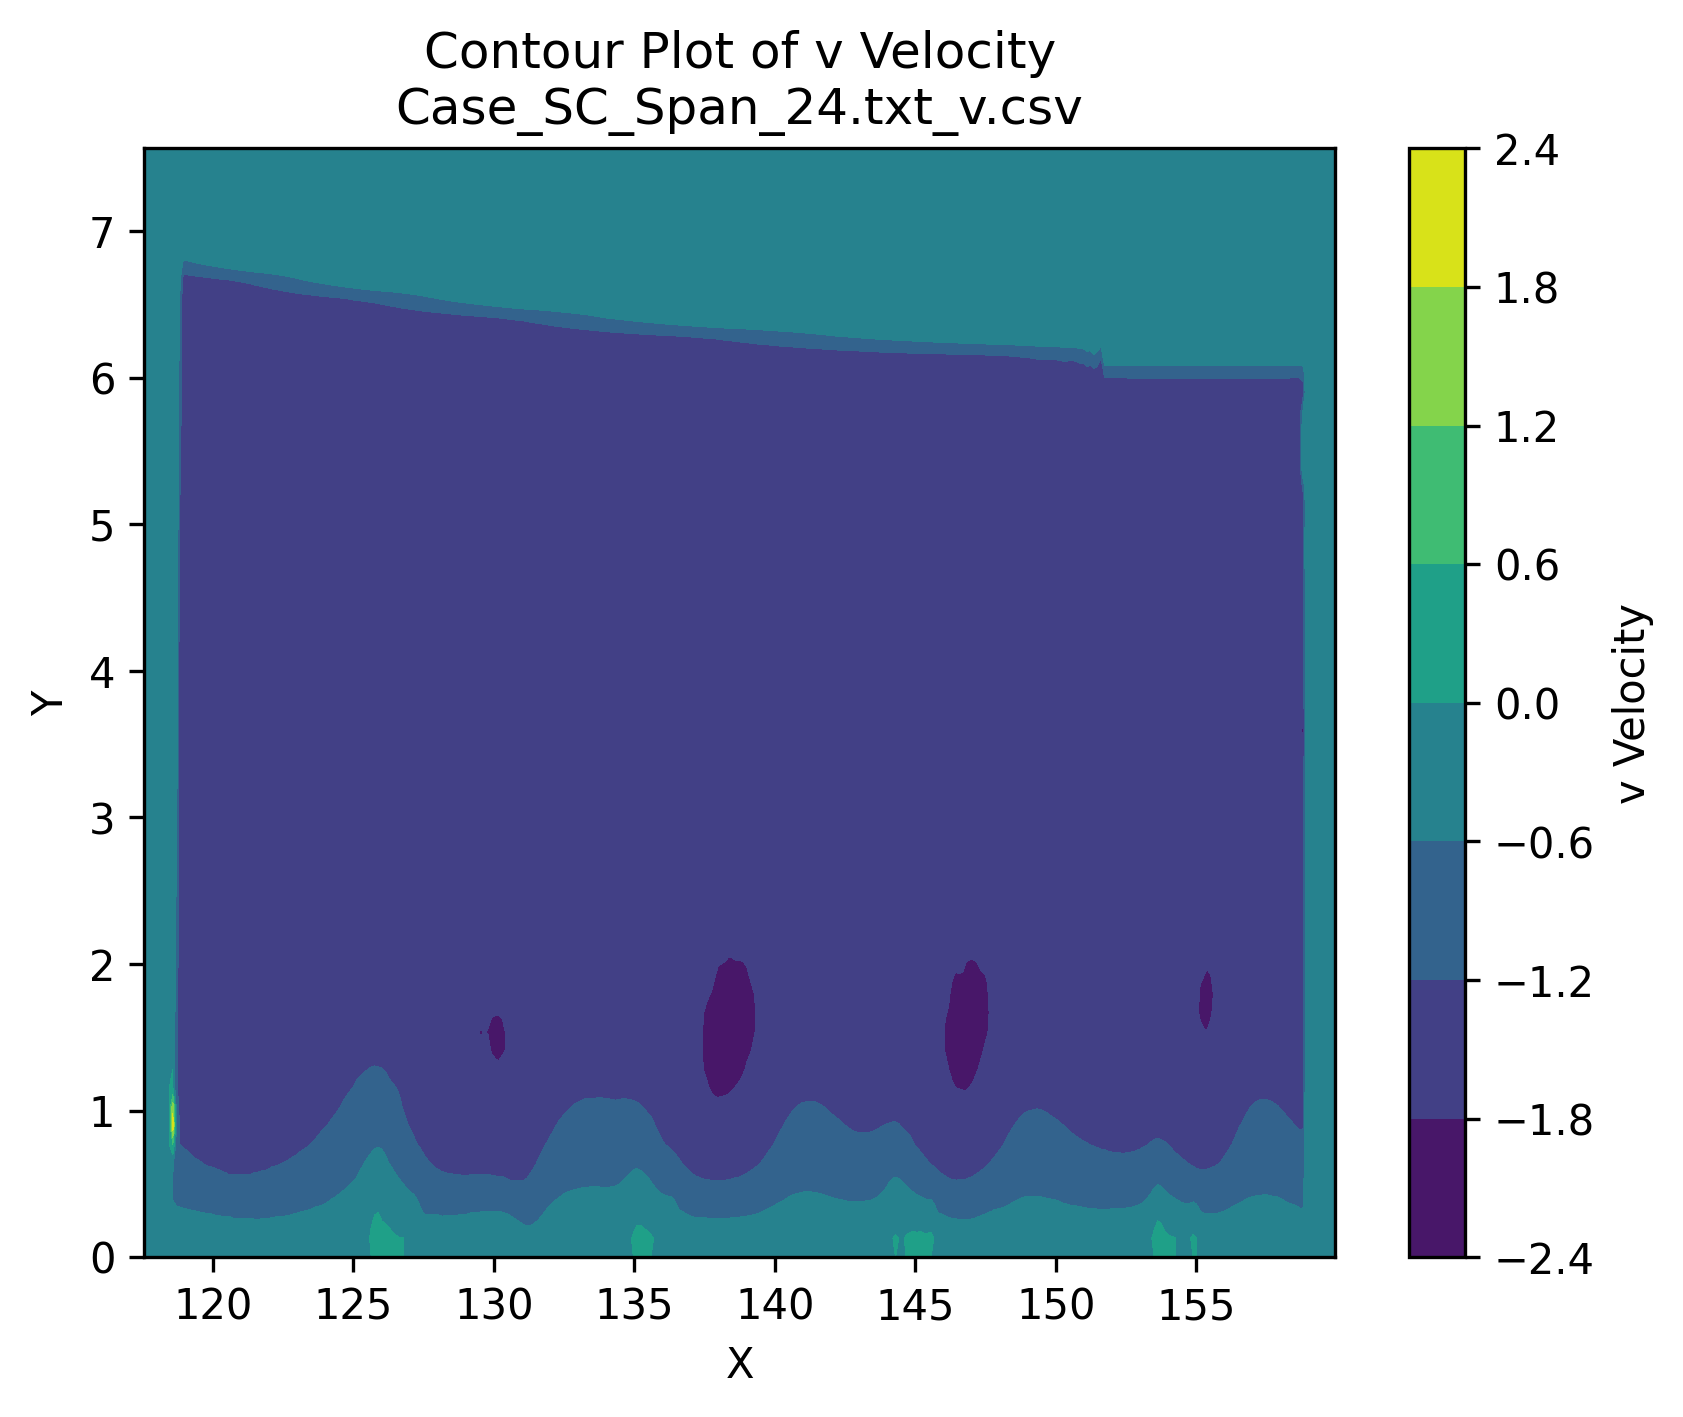 Contour Plot of v Velocity
Case_SC_Span_24.txt_v.csv
7
6
5
4
3
2
1
0
Y
120 125 130 135 140 145 150 155
X
2.4
1.8
1.2
0.6
0.0
−0.6
−1.2
−1.8
−2.4
v Velocity